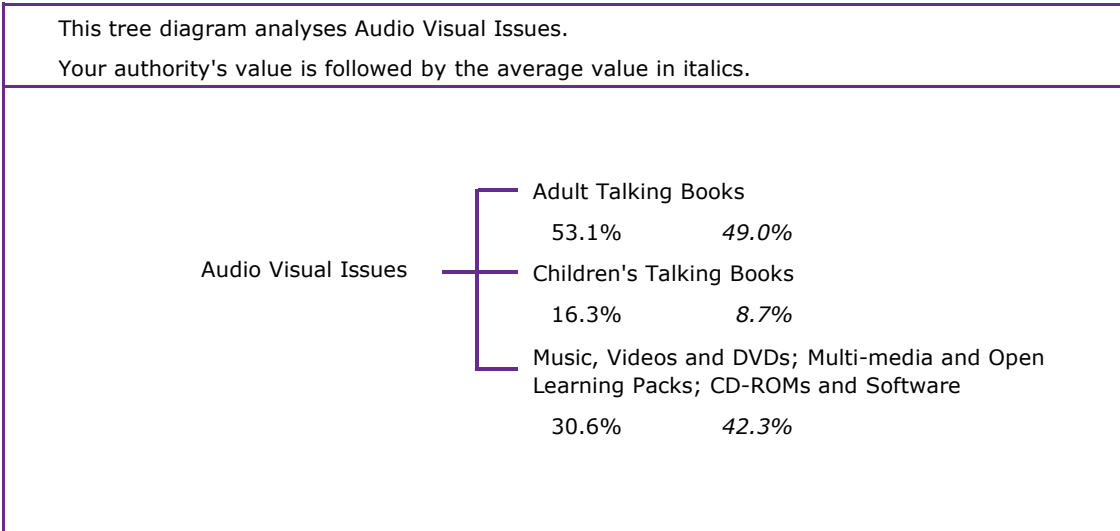 This tree diagram analyses Audio Visual Issues.
Your authority's value is followed by the average value in italics.
Adult Talking Books
53.1% 49.0%
Audio Visual Issues
Children's Talking Books
16.3% 8.7%
Music, Videos and DVDs; Multi-media and Open
Learning Packs; CD-ROMs and Software
30.6% 42.3%